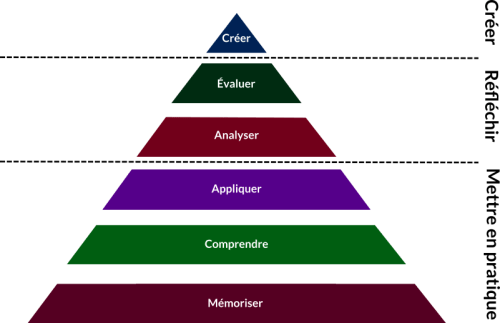 Créer
Évaluer
Analyser
Appliquer
Comprendre
Mémoriser
Créer
Réfléchir
Mettre en pratique